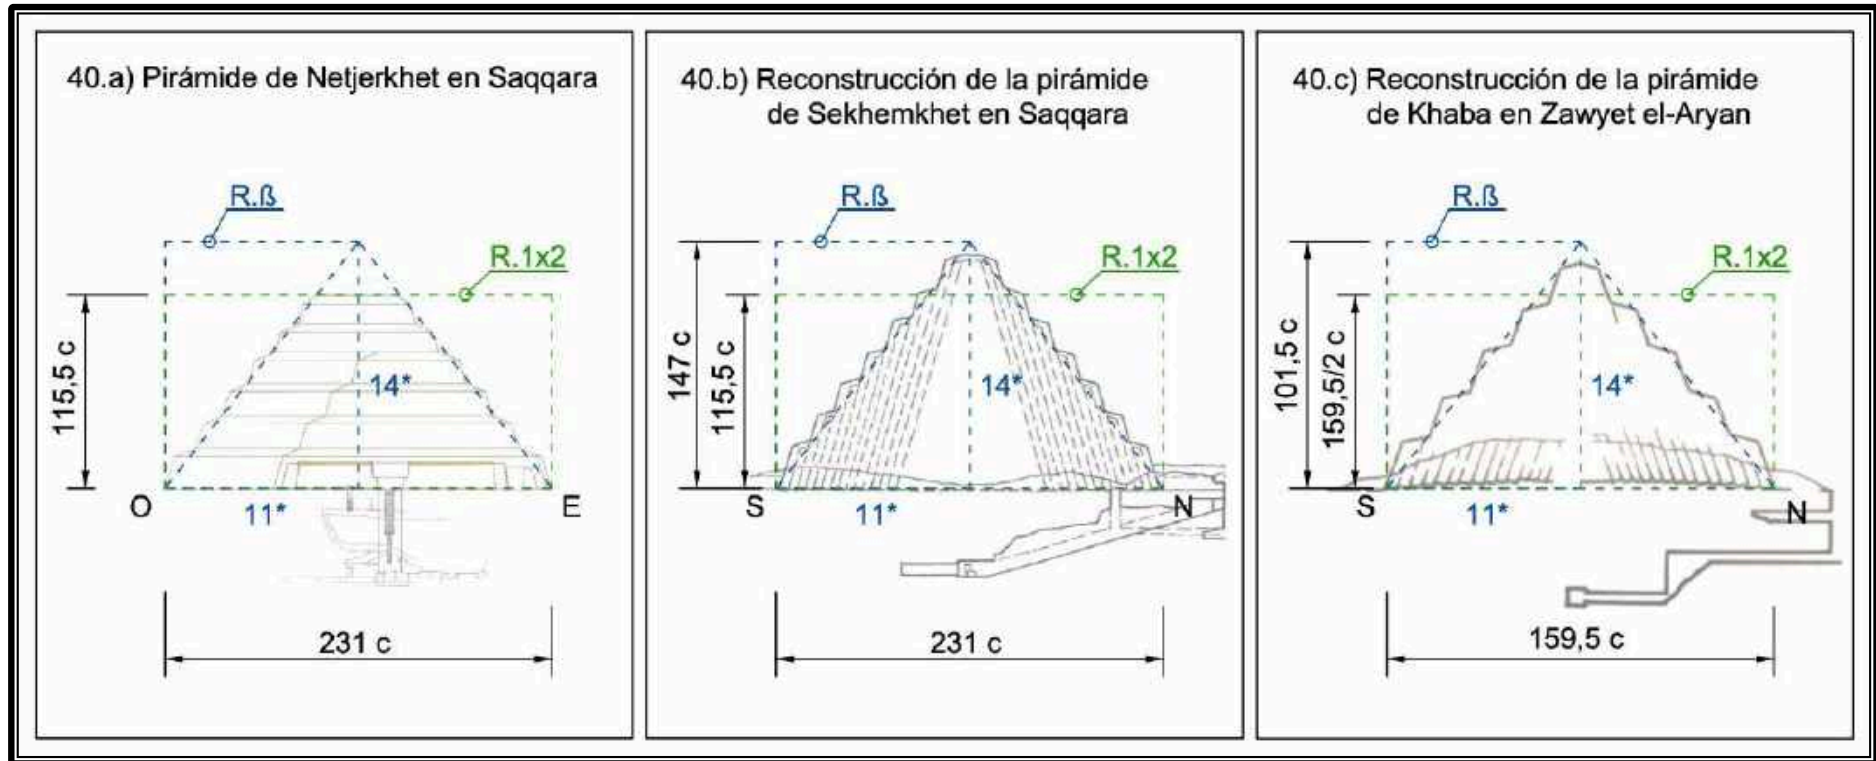 40.a) Pirámide de Netjerkhet en Saqqara
R.ß
R.1x2
115,5 c
14*
O
11*
E
231 c
40.b) Reconstrucción de la pirámide
de Sekhemkhet en Saqqara
R.ß
R.1x2
147 c
115,5 c
14*
S
11*
N
231 c
40.c) Reconstrucción de la pirámide
de Khaba en Zawyet el-Aryan
R.ß
R.1x2
101,5 c
159,5/2 c
14*
S
11*
N
159,5 c